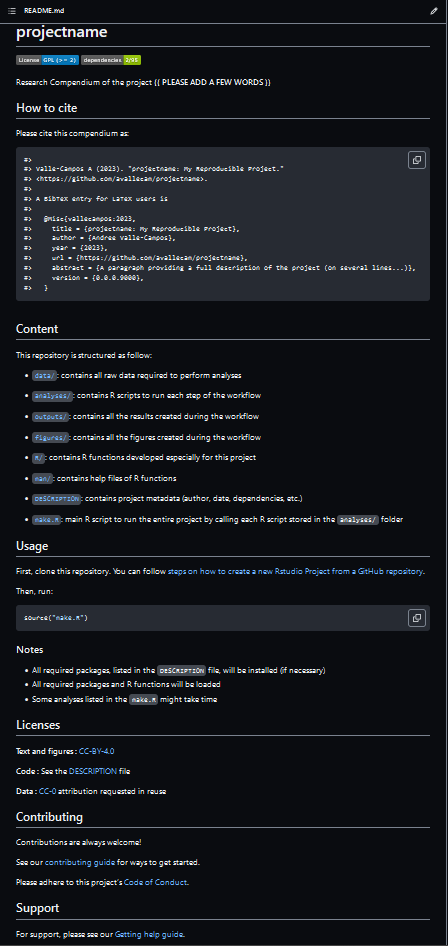 README.md
projectname
License GPL (>= 2) dependencies 2/95
Research Compendium of the project {{ PLEASE ADD A FEW WORDS }}
How to cite
Please cite this compendium as:
#>
#> Valle-Campos A (2023). "projectname: My Reproducible Project."
#> <https://github.com/avallecam/projectname>.
#>
#> A BibTeX entry for LaTeX users is
#>
#>   @Misc{vallecampos:2023,
#>     title = {projectname: My Reproducible Project},
#>     author = {Andree Valle-Campos},
#>     year = {2023},
#>     url = {https://github.com/avallecam/projectname},
#>     abstract = {A paragraph providing a full description of the project (on several lines...)},
#>     version = {0.0.0.9000},
#>   }
Content
This repository is structured as follow:
• data/: contains all raw data required to perform analyses
• analyses/: contains R scripts to run each step of the workflow
• outputs/: contains all the results created during the workflow
• figures/: contains all the figures created during the workflow
• R/: contains R functions developed especially for this project
• man/: contains help files of R functions
• DESCRIPTION: contains project metadata (author, date, dependencies, etc.)
• make.R: main R script to run the entire project by calling each R script stored in the analyses/ folder
Usage
First, clone this repository. You can follow steps on how to create a new Rstudio Project from a GitHub repository.
Then, run:
source("make.R")
Notes
• All required packages, listed in the DESCRIPTION file, will be installed (if necessary)
• All required packages and R functions will be loaded
• Some analyses listed in the make.R might take time
Licenses
Text and figures : CC-BY-4.0
Code : See the DESCRIPTION file
Data : CC-0 attribution requested in reuse
Contributing
Contributions are always welcome!
See our contributing guide for ways to get started.
Please adhere to this project's Code of Conduct.
Support
For support, please see our Getting help guide.